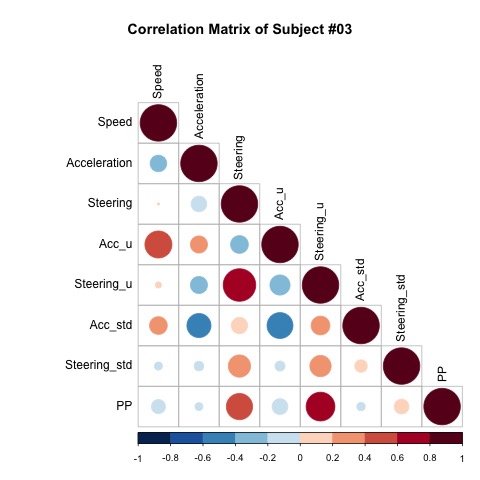 Correlation Matrix of Subject #03
Speed
Acceleration
Steering
Acc_u
Steering_u
Acc_std
Steering_std
PP
Speed
Acceleration
Steering
Acc_u
Steering_u
Acc_std
Steering_std
PP
-1 -0.8 -0.6 -0.4 -0.2 0 0.2 0.4 0.6 0.8 1